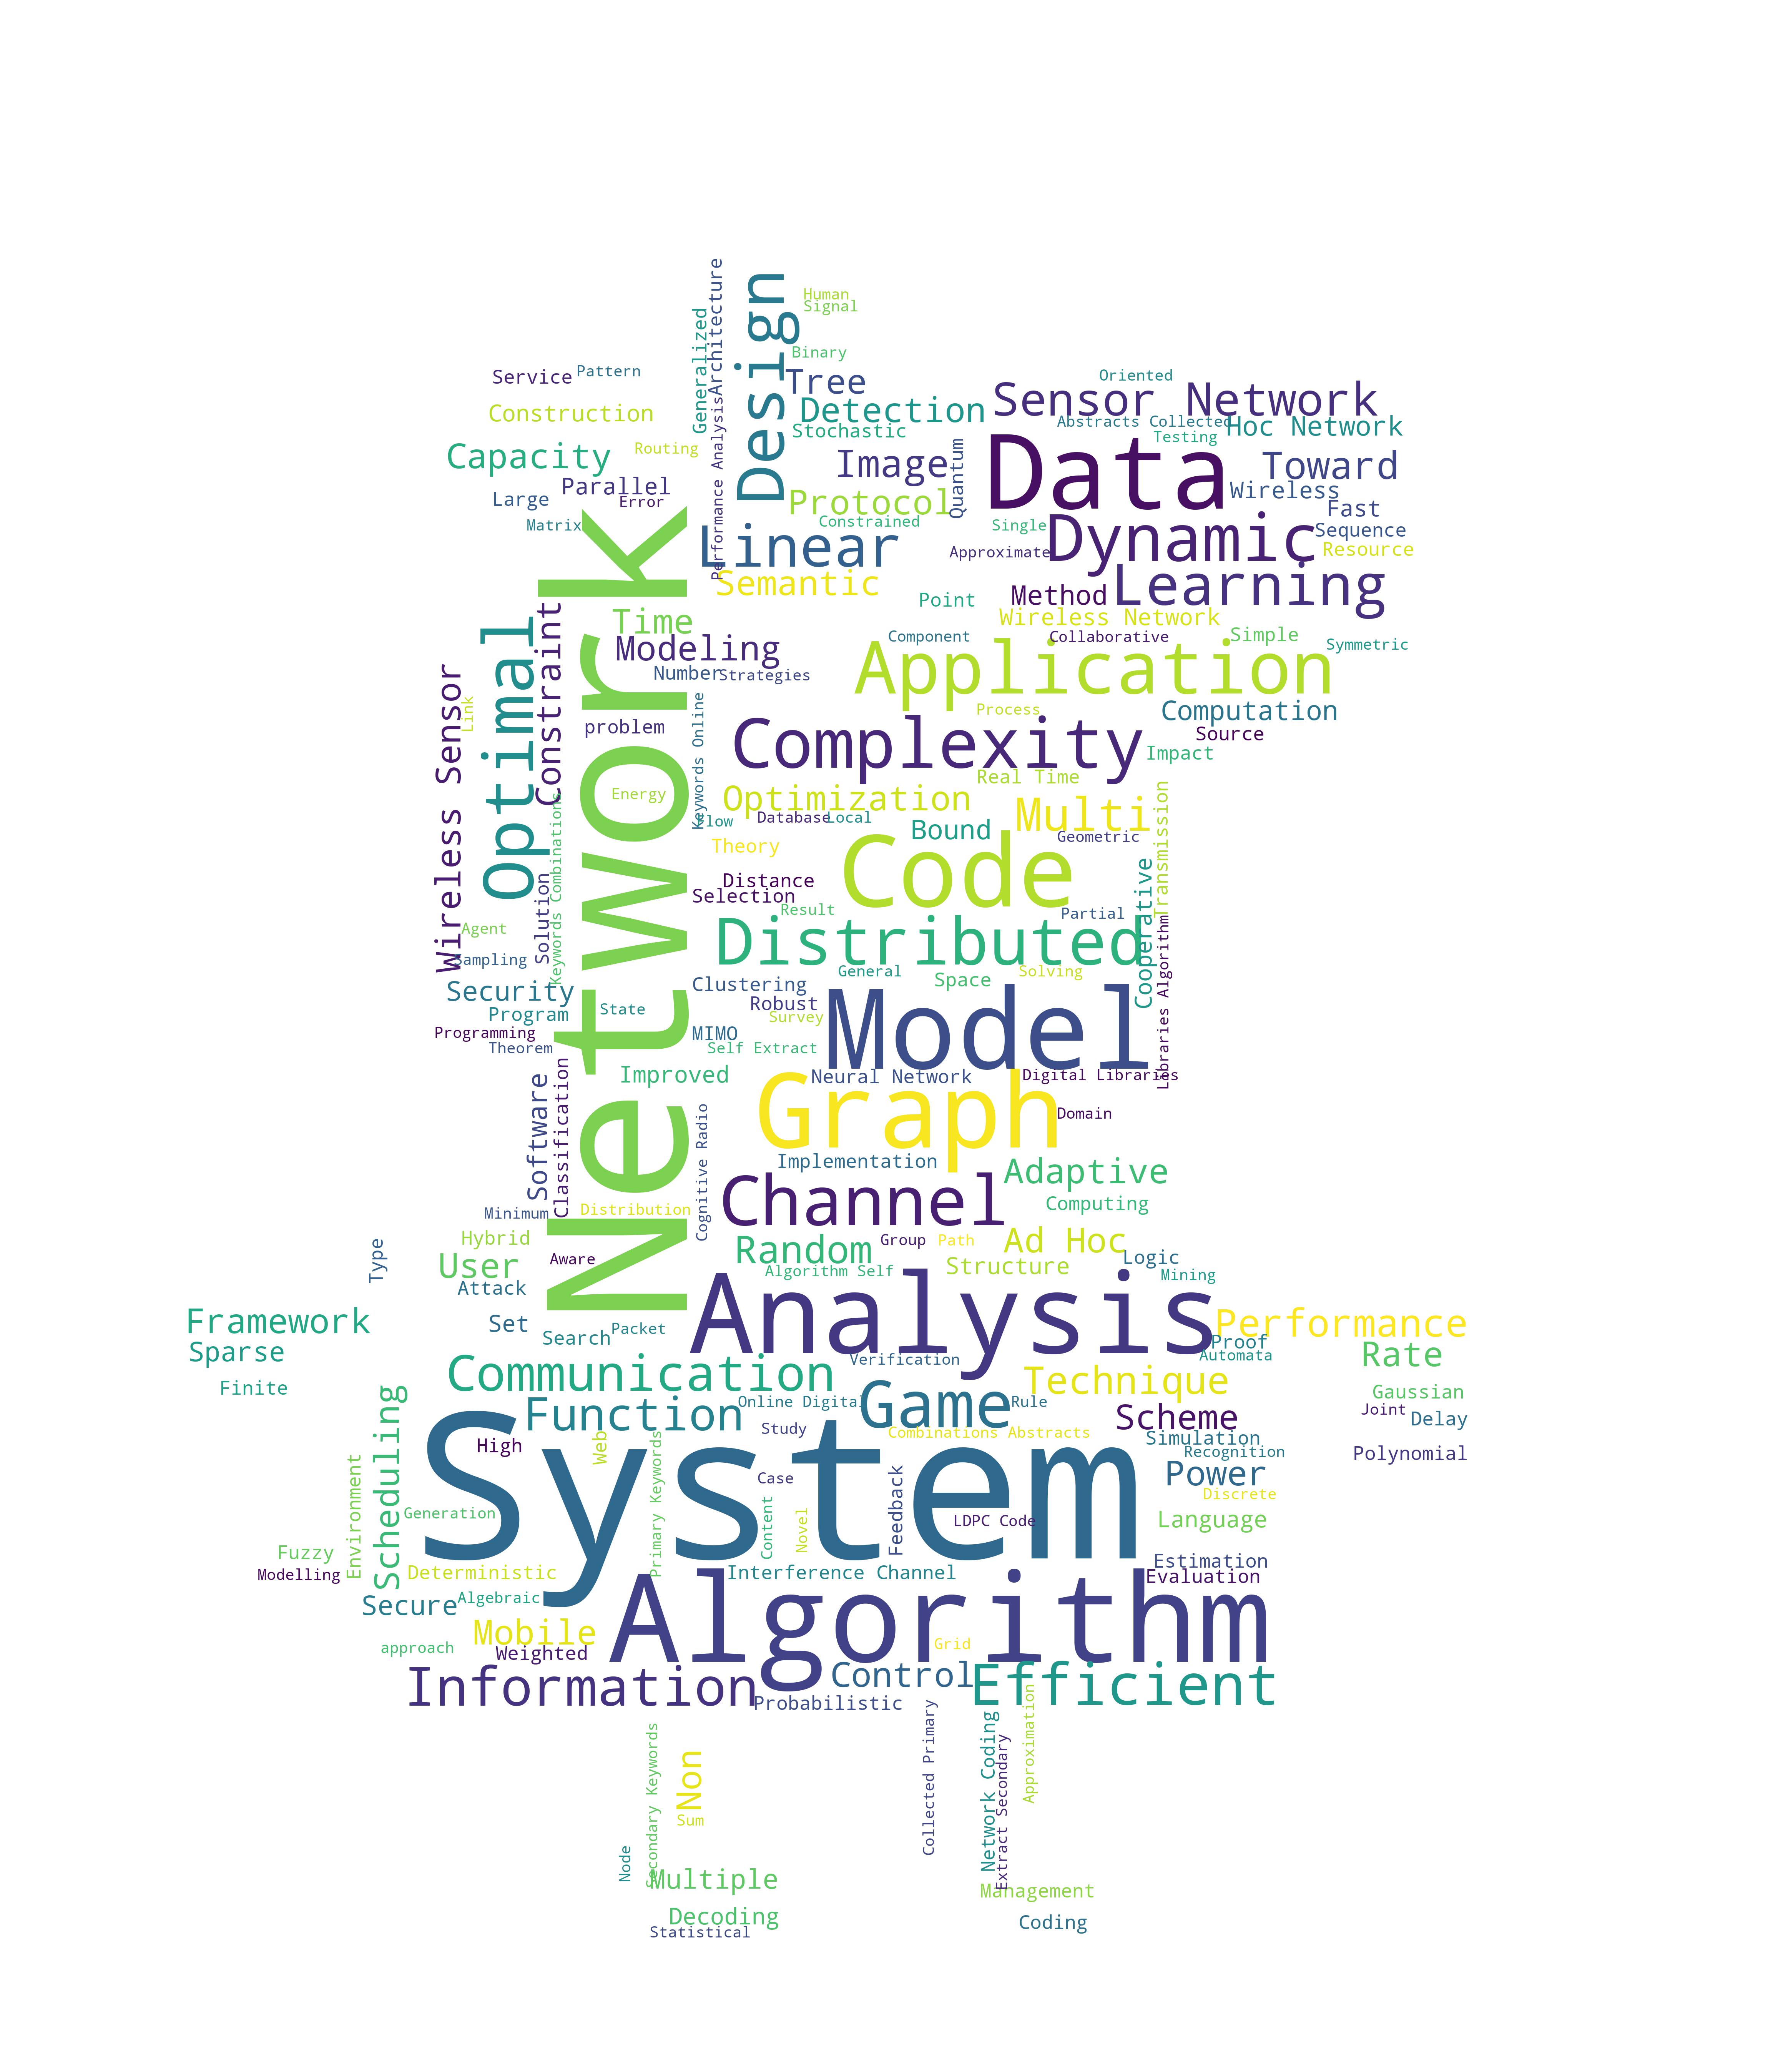 Human
Signal
Design
Performance Analysis
Architecture
Generalized
Binary
Service
Pattern
Tree
Oriented
Sensor Network
Construction
Detection
Abstracts Collected
Hoc Network
Stochastic
Testing
Capacity
Routing
Image
Quantum
Data
Toward
Parallel
Wireless
Large
Error
Protocol
Fast
Matrix
Constrained
Single
Sequence
Linear
Approximate
Dynamic
Resource
Semantic
Method
Learning
Point
Time
Wireless Network
Modeling
Component
Collaborative
Simple
Symmetric
Number
Strategies
Application
Network
Optimal
Constraint
Wireless Sensor
Link
problem
Keywords Online
Process
Computation
Complexity
Source
Impact
Real Time
Energy
Optimization
Multi
Transmission
Flow
Database
Local
Bound
Geometric
Theory
Code
Keywords Combinations
Solution
Distance
Selection
Cooperative
Result
Partial
Agent
Distributed
Libraries Algorithm
Sampling
General
Space
Solving
Security
Clustering
Robust
Model
Program
State
Survey
Programming
MIMO
Theorem
Self Extract
Improved
Neural Network
Digital Libraries
Software
Classification
Graph
Domain
Cognitive Radio
Implementation
Adaptive
Channel
Computing
Minimum
Distribution
Hybrid
Random
Group
Path
Ad Hoc
Type
User
Aware
Algorithm Self
Structure
Logic
Mining
Attack
Analysis
Framework
Set
Search
Packet
Performance
Sparse
Proof
Verification
Automata
Rate
Finite
Communication
Technique
Gaussian
Scheduling
Function
Online Digital
Game
Rule
Scheme
Joint
Delay
High
Web
Study
Combinations Abstracts
Simulation
Recognition
Polynomial
System
Primary Keywords
Case
Feedback
Power
Environment
Discrete
Generation
Content
Novel
LDPC Code
Language
Fuzzy
Modelling
Deterministic
Interference Channel
Estimation
Evaluation
Secure
Algebraic
Algorithm
Mobile
approach
Weighted
Grid
Information
Control
Efficient
Probabilistic
Secondary Keywords
Non
Collected Primary
Network Coding
Extract Secondary
Approximation
Sum
Node
Multiple
Management
Decoding
Coding
Statistical